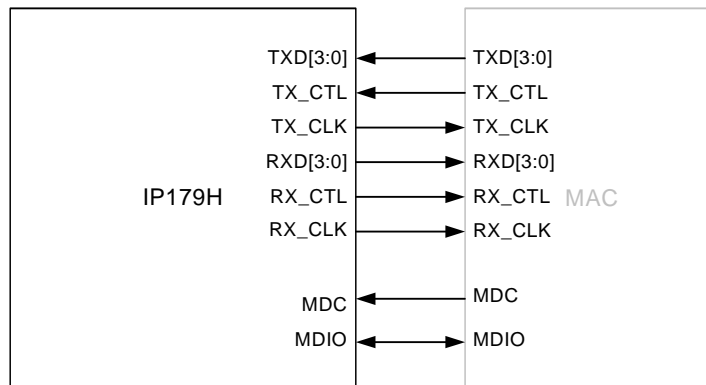 TXD[3:0] TXD[3:0]
TX_CTL TX_CTL
TX_CLK TX_CLK
RXD[3:0] RXD[3:0]
IP179H RX_CTL RX_CTL MAC
RX_CLK RX_CLK
MDC MDC
MDIO MDIO